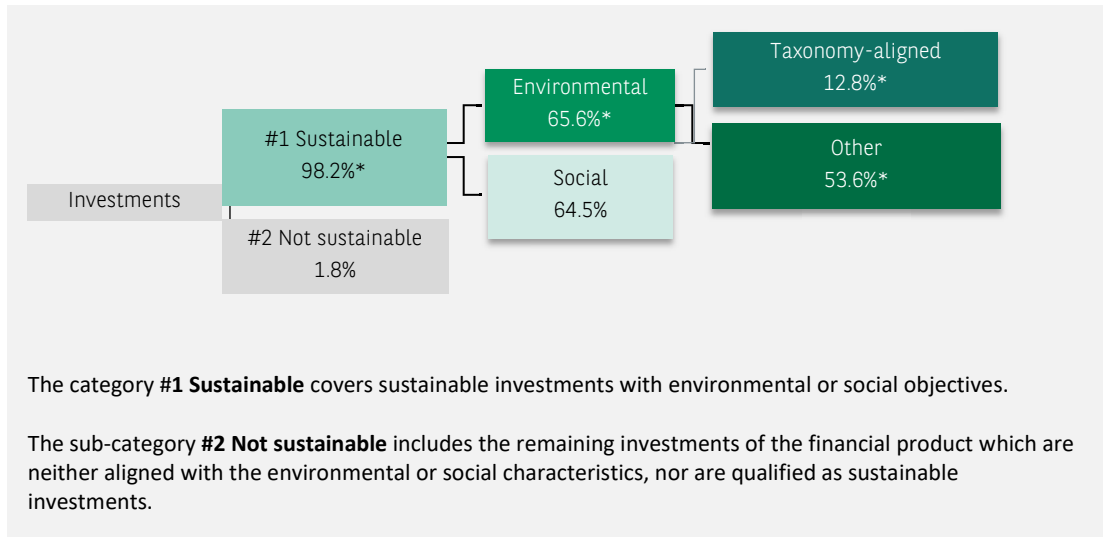 Taxonomy-aligned
12.8%*
Environmental
65.6%*
#1 Sustainable
98.2%*
Other
53.6%*
Social
64.5%
Investments
#2 Not sustainable
1.8%
The category #1 Sustainable covers sustainable investments with environmental or social objectives.
The sub-category #2 Not sustainable includes the remaining investments of the financial product which are
neither aligned with the environmental or social characteristics, nor are qualified as sustainable
investments.